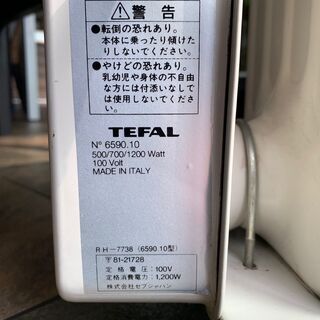 ⚠警告
●転倒の恐れあり。
本体に乗ったり傾けた
りしないでください。
●やけどの恐れあり。
乳幼児や身体の不自由
な方には付添いなしで
は使用しないでください。
TEFAL
Nº 6590.10
500/700/1200 Watt
100 Volt
MADE IN ITALY
RH-7738 (6590.10型)
〒81-21728
定格電圧:100V
定格消費電力:1,200W
株式会社セブジャパン